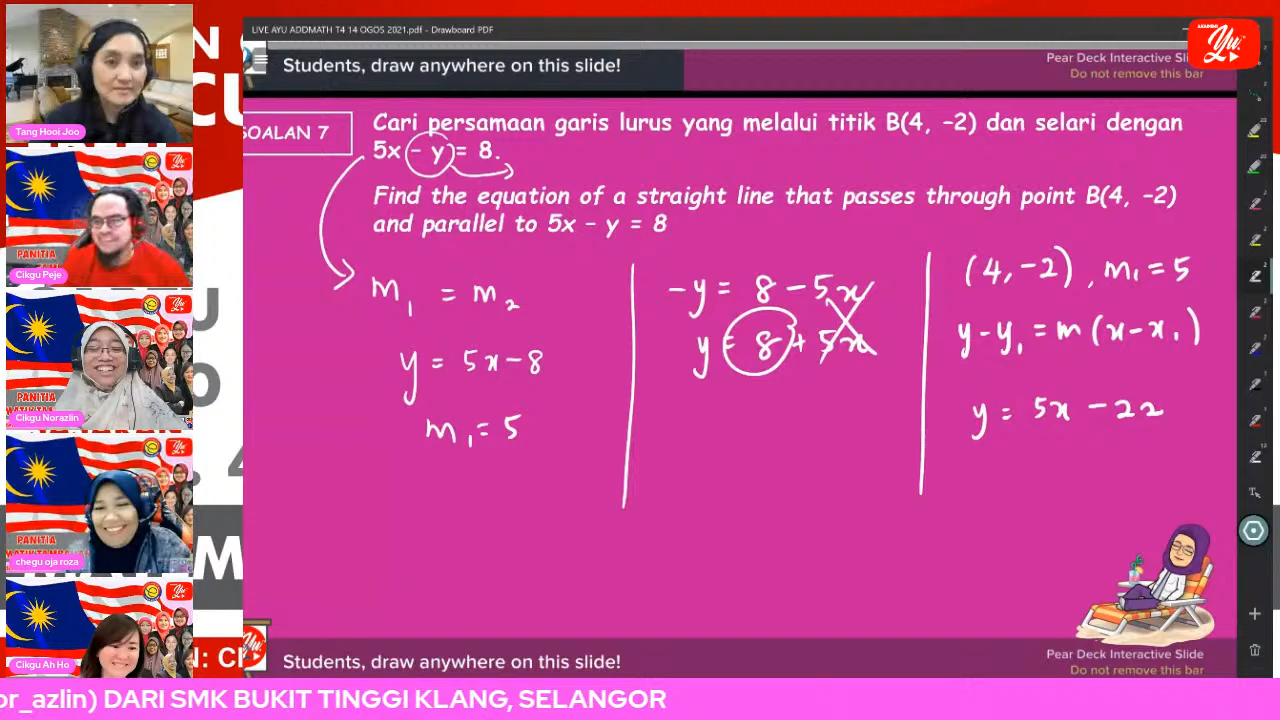 LIVE AYU ADDMATH T4 14 OGOS 2021.pdf - Drawboard PDF
Students, draw anywhere on this slide!
Pear Deck Interactive Slide
Do not remove this bar
SOALAN 7
Cari persamaan garis lurus yang melalui titik B(4, -2) dan selari dengan
5x - y = 8.
Find the equation of a straight line that passes through point B(4, -2)
and parallel to 5x - y = 8
m₁ = m₂
y = 5x - 8
m₁ = 5
-y = 8 - 5x
y = 8 + 5x
(4, -2), m₁ = 5
y - y₁ = m(x - x₁)
y = 5x - 22
Tang Hooi Joo
PANITIA
Cikgu Peje
PANITIA
Cikgu Norazlin
PANITIA
chegu oja roza
PANITIA
Cikgu Ah Ho
Students, draw anywhere on this slide!
Pear Deck Interactive Slide
Do not remove this bar
or_azlin) DARI SMK BUKIT TINGGI KLANG, SELANGOR